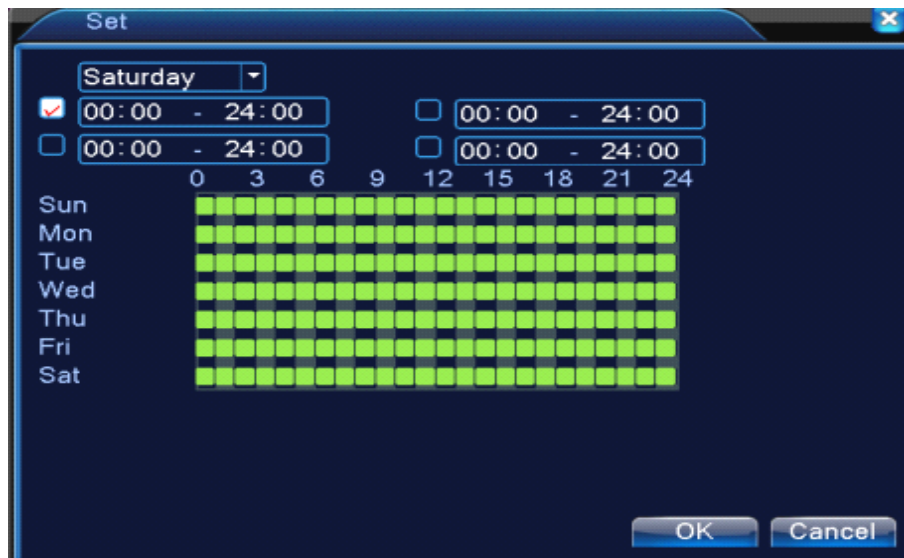 Set
Saturday
00:00 - 24:00 00:00 - 24:00
00:00 - 24:00 00:00 - 24:00
0 3 6 9 12 15 18 21 24
Sun
Mon
Tue
Wed
Thu
Fri
Sat
OK Cancel